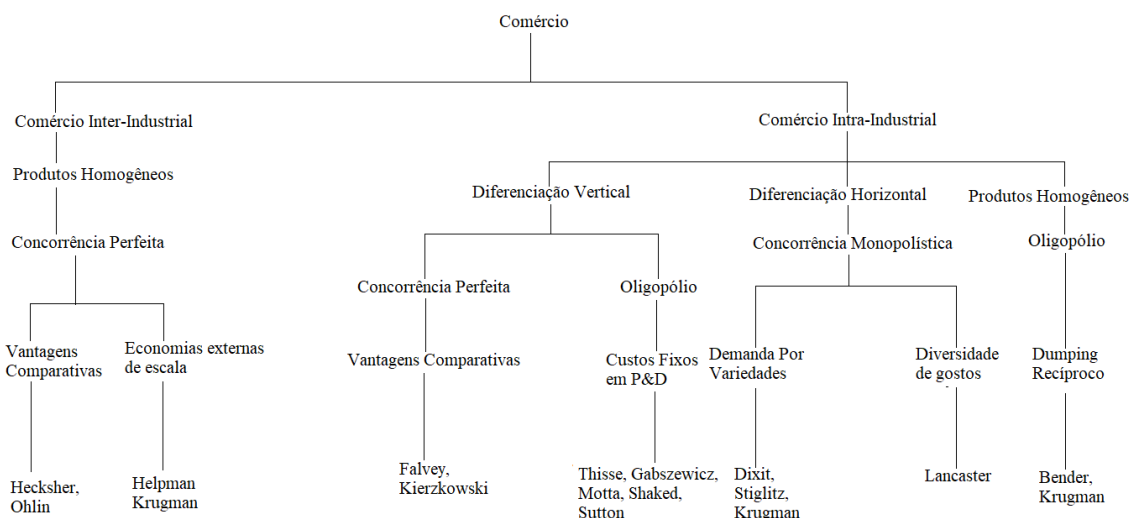 Comércio
Comércio Inter-Industrial
Comércio Intra-Industrial
Produtos Homogêneos
Diferenciação Vertical
Diferenciação Horizontal
Produtos Homogêneos
Concorrência Perfeita
Concorrência Monopolística
Oligopólio
Concorrência Perfeita
Oligopólio
Vantagens
Comparativas
Economias externas
de escala
Vantagens Comparativas
Custos Fixos
em P&D
Demanda Por
Variedades
Diversidade
de gostos
Dumping
Recíproco
Hecksher,
Ohlin
Helpman
Krugman
Falvey,
Kierzkowski
Thisse, Gabszewicz,
Motta, Shaked,
Sutton
Dixit,
Stiglitz,
Krugman
Lancaster
Bender,
Krugman